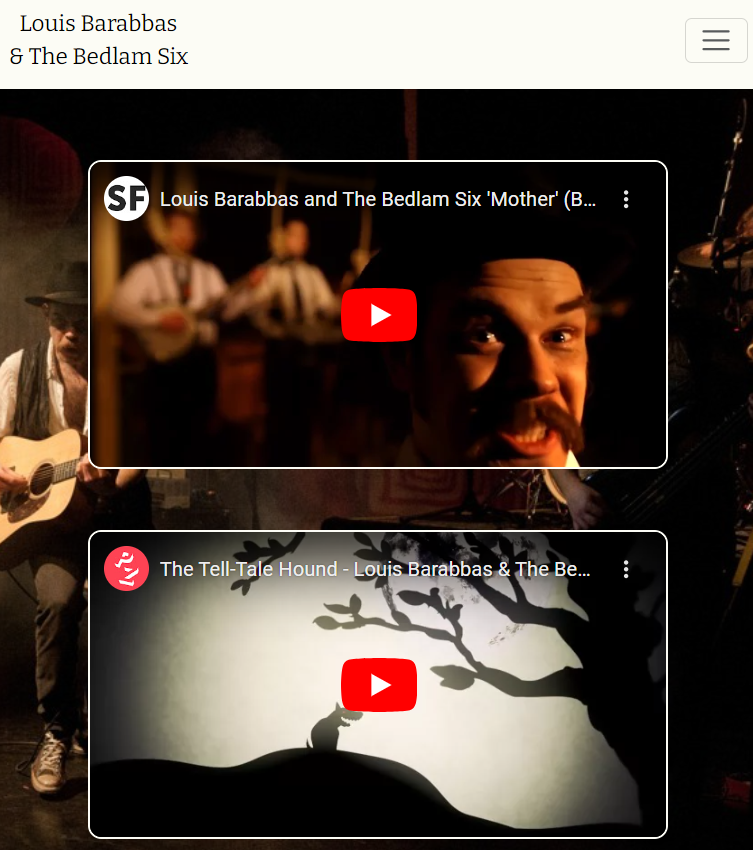 Louis Barabbas
& The Bedlam Six
SF
Louis Barabbas and The Bedlam Six 'Mother' (B...
The Tell-Tale Hound - Louis Barabbas & The Be...